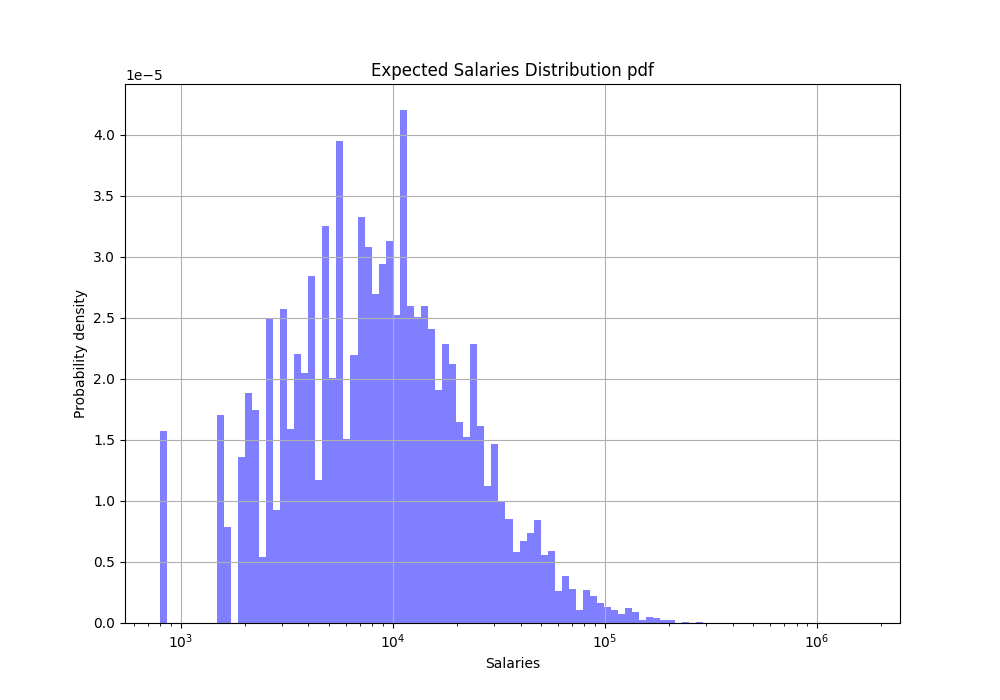 Expected Salaries Distribution pdf
1e−5
4.0
3.5
3.0
2.5
2.0
1.5
1.0
0.5
0.0
Probability density
10³ 10⁴ 10⁵ 10⁶
Salaries